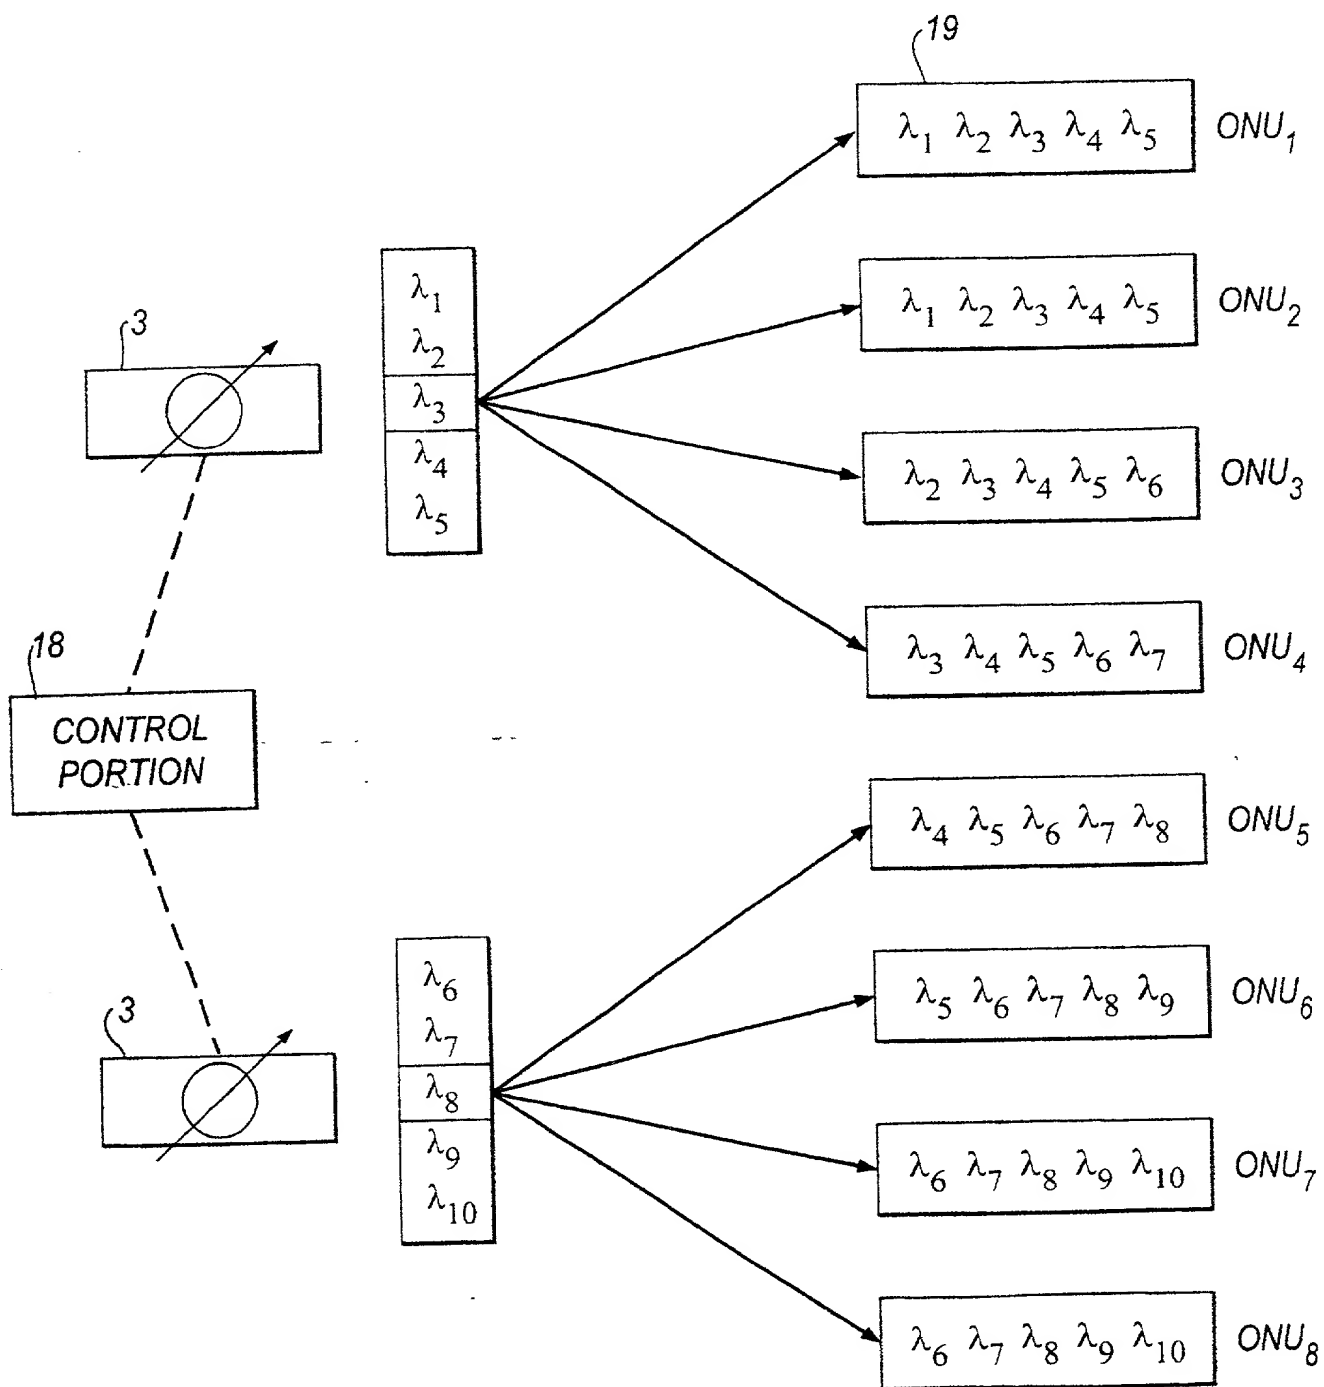 19
λ₁ λ₂ λ₃ λ₄ λ₅ ONU₁
λ₁ λ₂ λ₃ λ₄ λ₅ ONU₂
λ₂ λ₃ λ₄ λ₅ λ₆ ONU₃
λ₃ λ₄ λ₅ λ₆ λ₇ ONU₄
3
λ₁
λ₂
λ₃
λ₄
λ₅
18
CONTROL
PORTION
λ₄ λ₅ λ₆ λ₇ λ₈ ONU₅
λ₅ λ₆ λ₇ λ₈ λ₉ ONU₆
λ₆ λ₇ λ₈ λ₉ λ₁₀ ONU₇
λ₆ λ₇ λ₈ λ₉ λ₁₀ ONU₈
3
λ₆
λ₇
λ₈
λ₉
λ₁₀